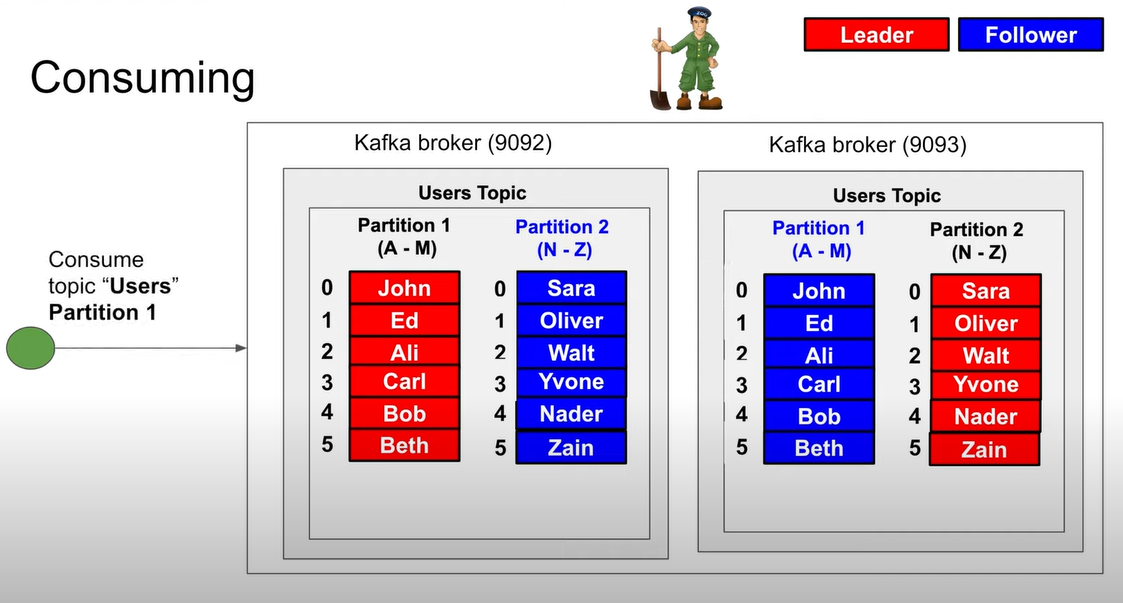 Leader
Follower
Consuming
Kafka broker (9092)
Kafka broker (9093)
Consume
topic “Users”
Partition 1
Users Topic
Partition 1
(A - M)
Partition 2
(N - Z)
0 John 0 Sara
1 Ed 1 Oliver
2 Ali 2 Walt
3 Carl 3 Yvone
4 Bob 4 Nader
5 Beth 5 Zain
Users Topic
Partition 1
(A - M)
Partition 2
(N - Z)
0 John 0 Sara
1 Ed 1 Oliver
2 Ali 2 Walt
3 Carl 3 Yvone
4 Bob 4 Nader
5 Beth 5 Zain